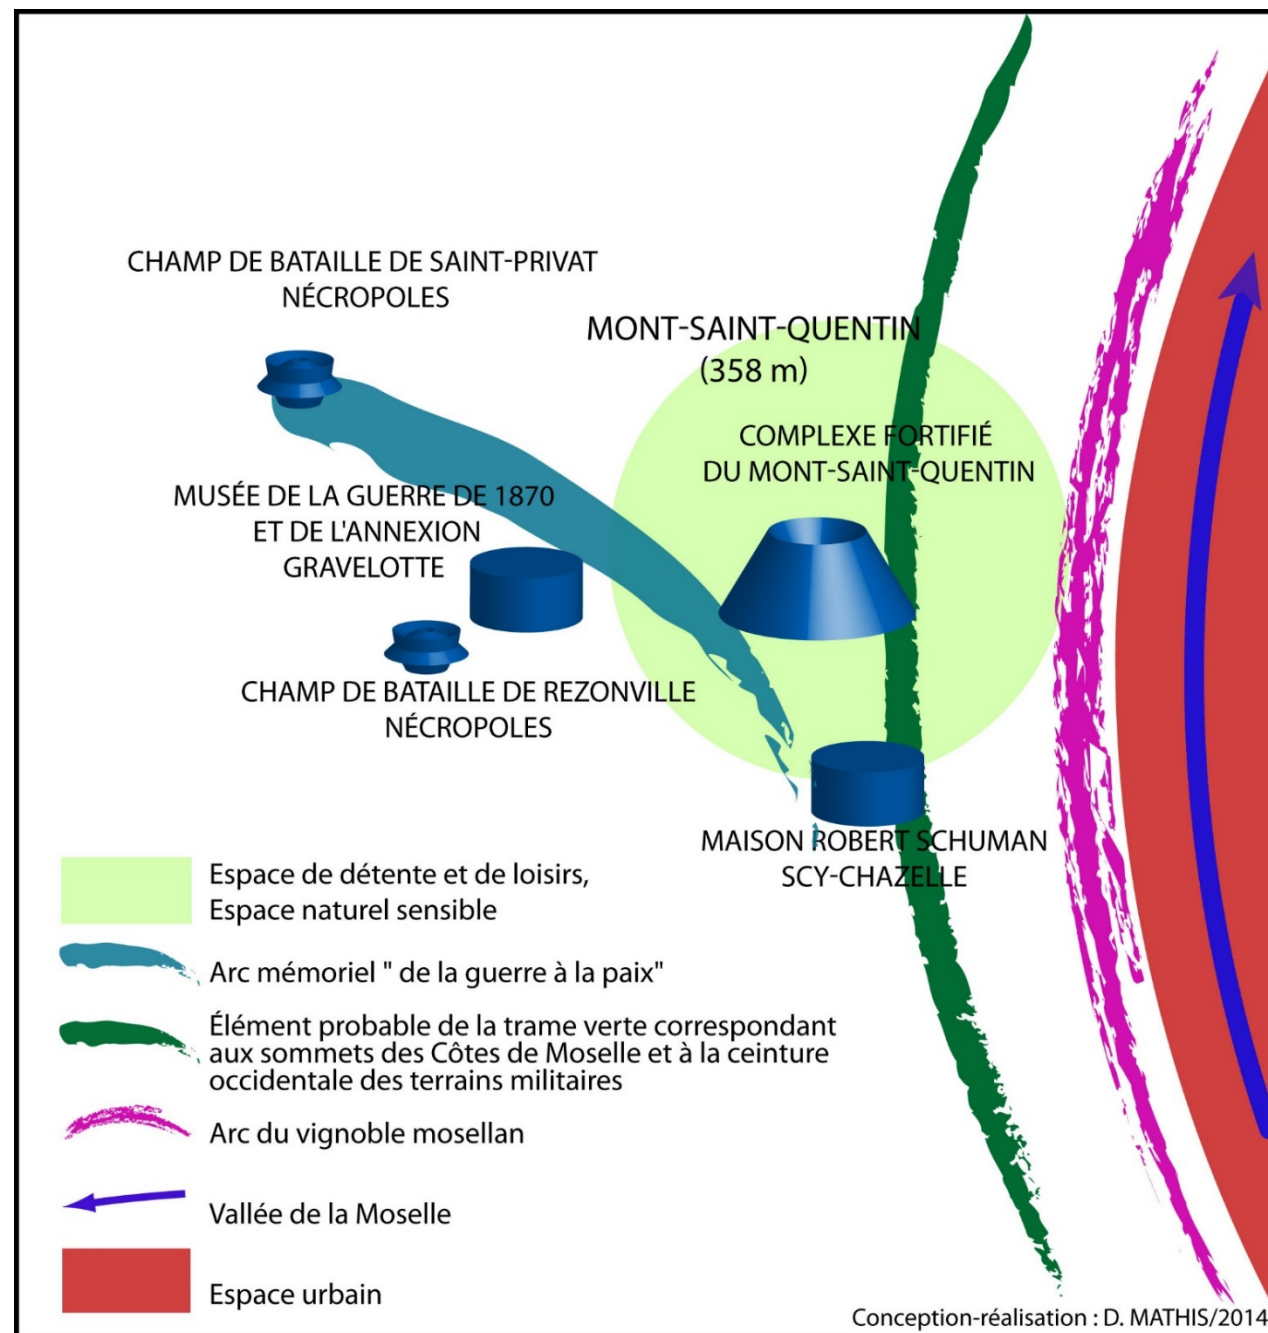 CHAMP DE BATAILLE DE SAINT-PRIVAT
NÉCROPOLES
MONT-SAINT-QUENTIN
(358 m)
COMPLEXE FORTIFIÉ
DU MONT-SAINT-QUENTIN
MUSÉE DE LA GUERRE DE 1870
ET DE L'ANNEXION
GRAVELOTTE
CHAMP DE BATAILLE DE REZONVILLE
NÉCROPOLES
MAISON ROBERT SCHUMAN
SCY-CHAZELLE
Espace de détente et de loisirs,
Espace naturel sensible
Arc mémoriel " de la guerre à la paix"
Élément probable de la trame verte correspondant
aux sommets des Côtes de Moselle et à la ceinture
occidentale des terrains militaires
Arc du vignoble mosellan
Vallée de la Moselle
Espace urbain
Conception-réalisation : D. MATHIS/2014